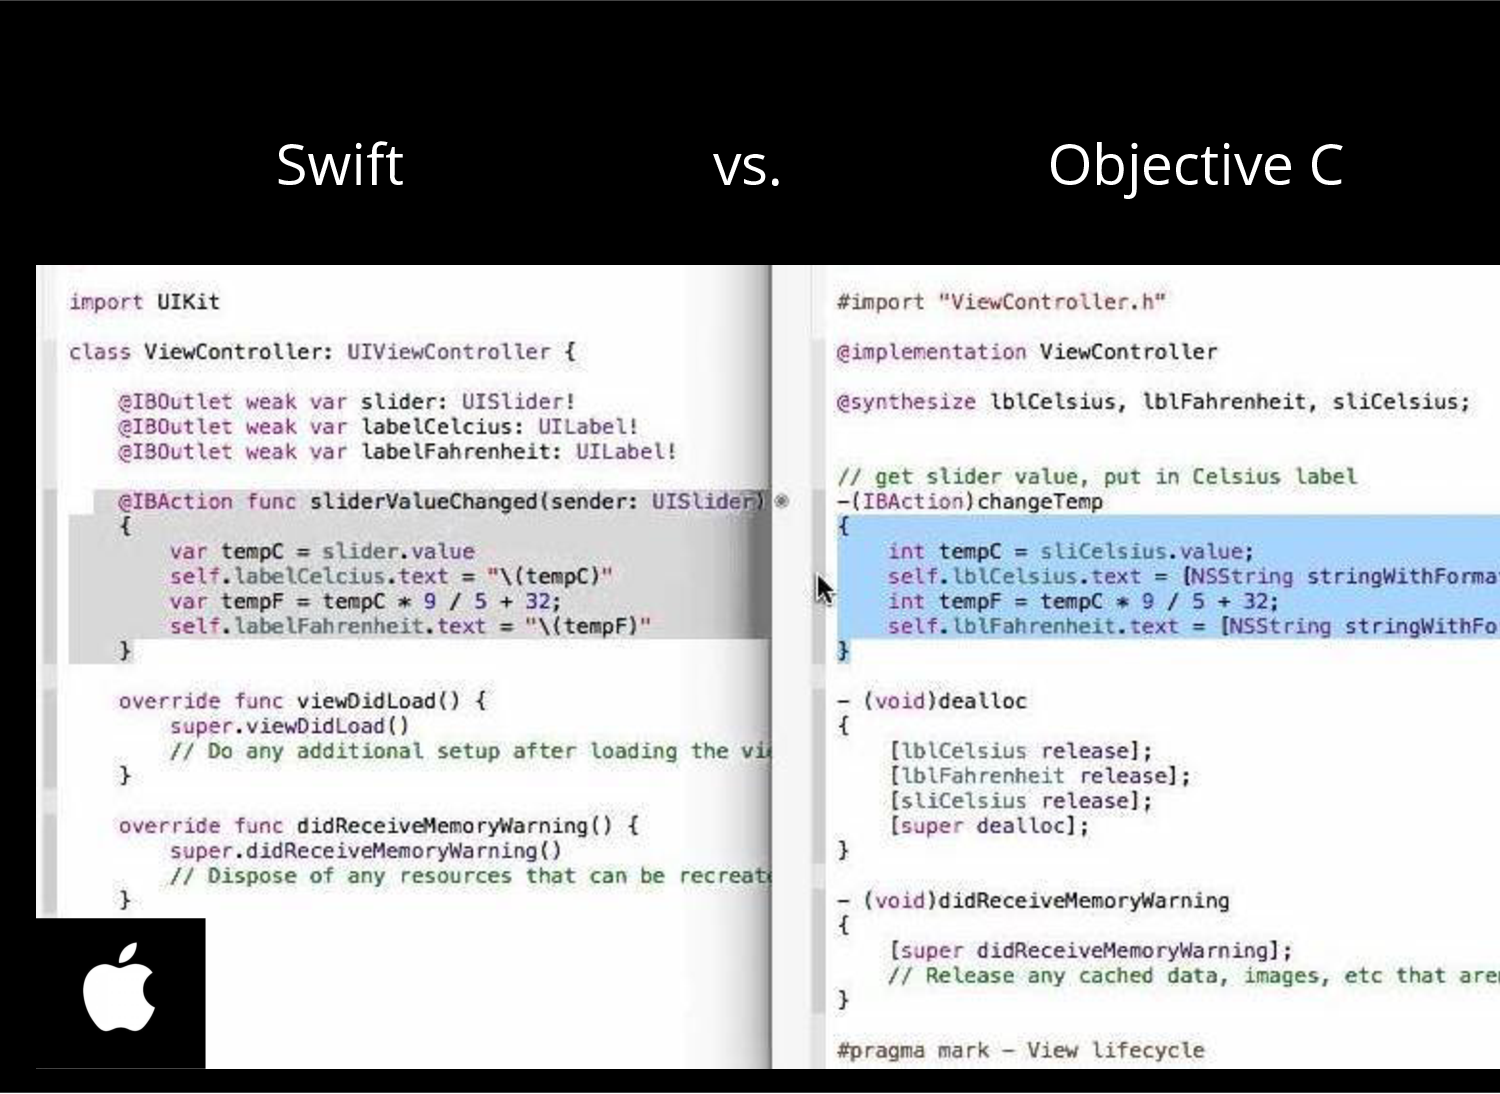 Swift vs. Objective C
import UIKit
class ViewController: UIViewController {
@IBOutlet weak var slider: UISlider!
@IBOutlet weak var labelCelcius: UILabel!
@IBOutlet weak var labelFahrenheit: UILabel!
@IBAction func sliderValueChanged(sender: UISlider)
{
var tempC = slider.value
self.labelCelcius.text = "\(tempC)"
var tempF = tempC * 9 / 5 + 32;
self.labelFahrenheit.text = "\(tempF)"
}
override func viewDidLoad() {
super.viewDidLoad()
// Do any additional setup after loading the vi
}
override func didReceiveMemoryWarning() {
super.didReceiveMemoryWarning()
// Dispose of any resources that can be recreat
}
#import "ViewController.h"
@implementation ViewController
@synthesize lblCelsius, lblFahrenheit, sliCelsius;
// get slider value, put in Celsius label
-(IBAction)changeTemp
{
int tempC = sliCelsius.value;
self.lblCelsius.text = [NSString stringWithForma
int tempF = tempC * 9 / 5 + 32;
self.lblFahrenheit.text = [NSString stringWithFo
}
- (void)dealloc
{
[lblCelsius release];
[lblFahrenheit release];
[sliCelsius release];
[super dealloc];
}
- (void)didReceiveMemoryWarning
{
[super didReceiveMemoryWarning];
// Release any cached data, images, etc that are
}
#pragma mark - View lifecycle